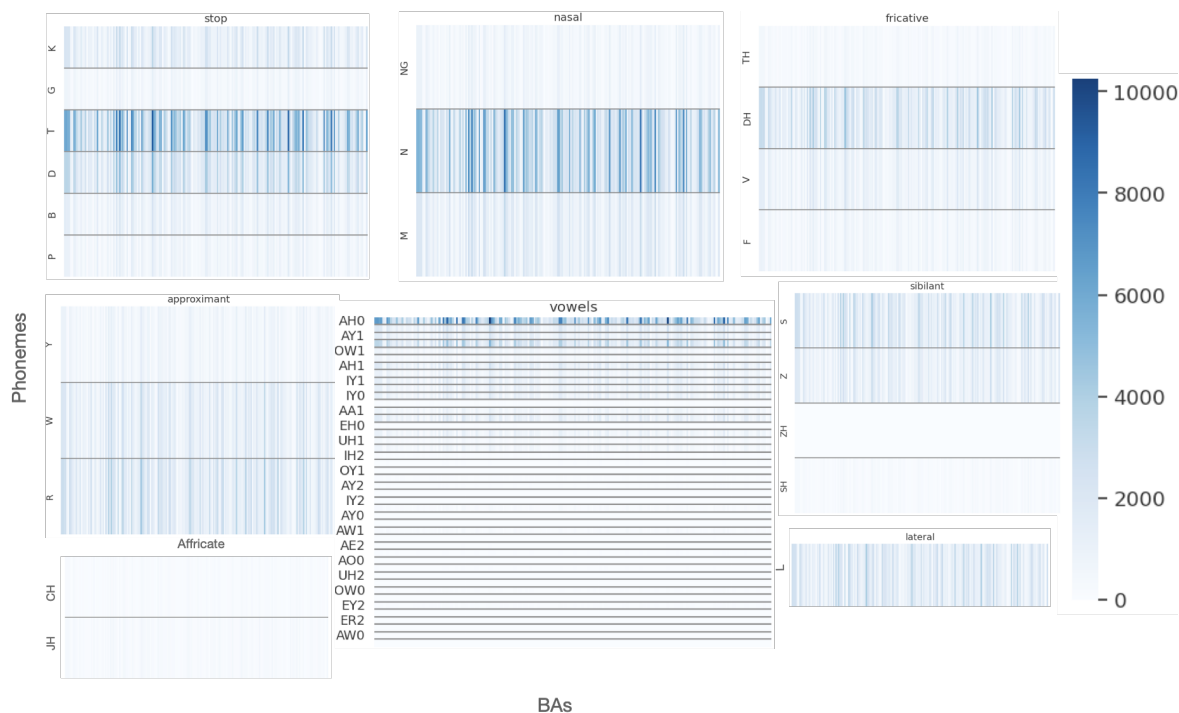 stop
K
G
T
D
B
P
nasal
NG
N
M
fricative
TH
DH
V
F
10000
8000
6000
4000
2000
0
Phonemes
approximant
Y
W
R
vowels
AH0
AY1
OW1
AH1
IY1
IY0
AA1
EH0
UH1
IH2
OY1
AY2
IY2
AY0
AW1
AE2
AO0
UH2
OW0
EY2
ER2
AW0
sibilant
S
Z
ZH
SH
Affricate
CH
JH
lateral
L
BAs